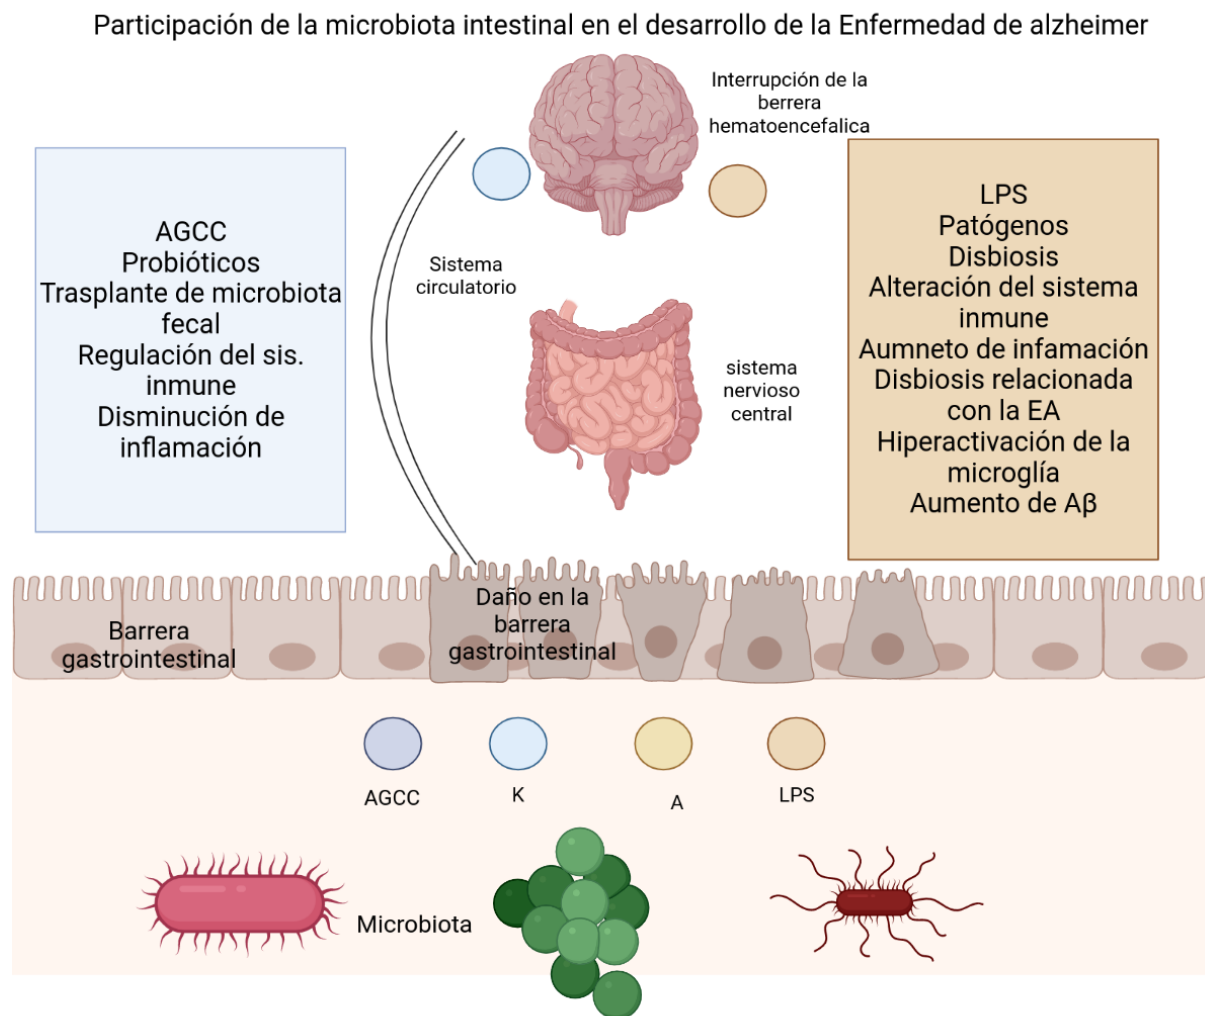 Participación de la microbiota intestinal en el desarrollo de la Enfermedad de alzheimer
Interrupción de la
berrera
hematoencefalica
AGCC
Probióticos
Trasplante de microbiota
fecal
Regulación del sis.
inmune
Disminución de
inflamación
Sistema
circulatorio
sistema
nervioso
central
LPS
Patógenos
Disbiosis
Alteración del sistema
inmune
Aumneto de infamación
Disbiosis relacionada
con la EA
Hiperactivación de la
microglía
Aumento de Aβ
Barrera
gastrointestinal
Daño en la
barrera
gastrointestinal
AGCC
K
A
LPS
Microbiota